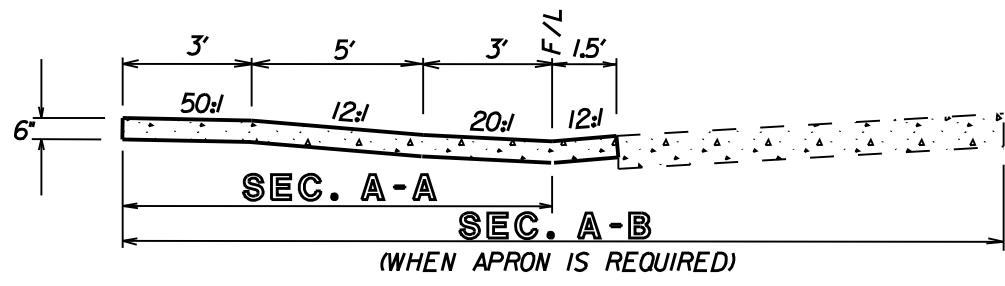 3' 5' 3' F/L 1.5'
50:1 12:1 20:1 12:1
6"
SEC. A-A
SEC. A-B
(WHEN APRON IS REQUIRED)